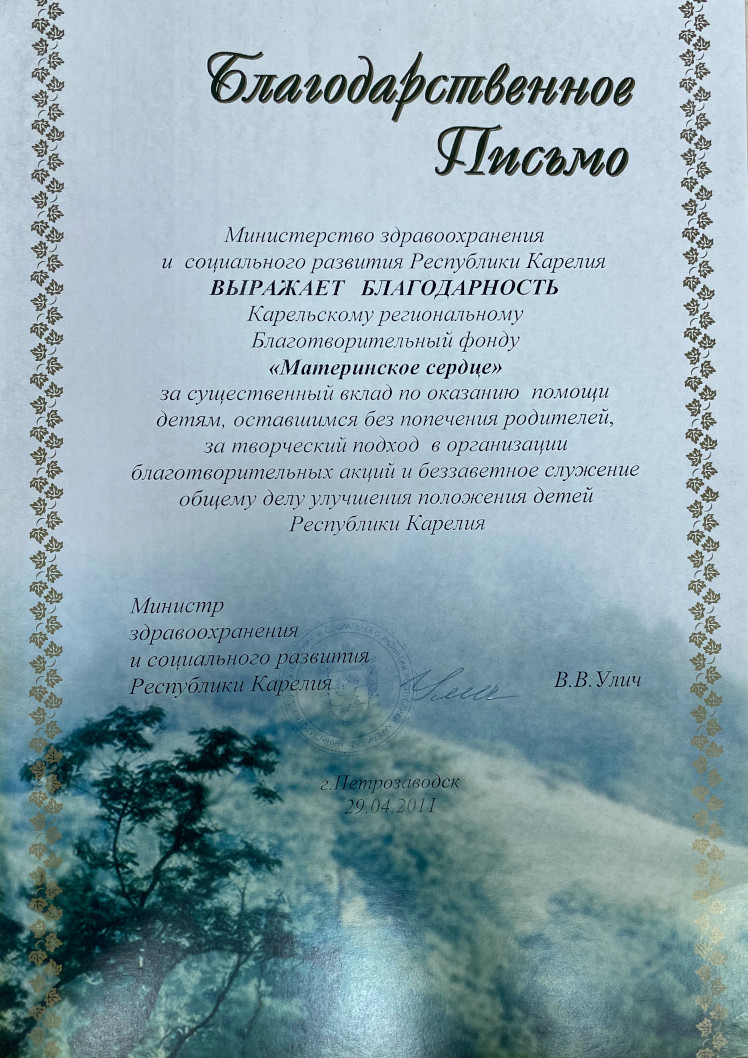 Благодарственное
Письмо
Министерство здравоохранения
и социального развития Республики Карелия
ВЫРАЖАЕТ БЛАГОДАРНОСТЬ
Карельскому региональному
Благотворительный фонду
«Материнское сердце»
за существенный вклад по оказанию помощи
детям, оставшимся без попечения родителей,
за творческий подход в организации
благотворительных акций и беззаветное служение
общему делу улучшения положения детей
Республики Карелия
Министр
здравоохранения
и социального развития
Республики Карелия
В.В.Улич
г.Петрозаводск
29.04.2011